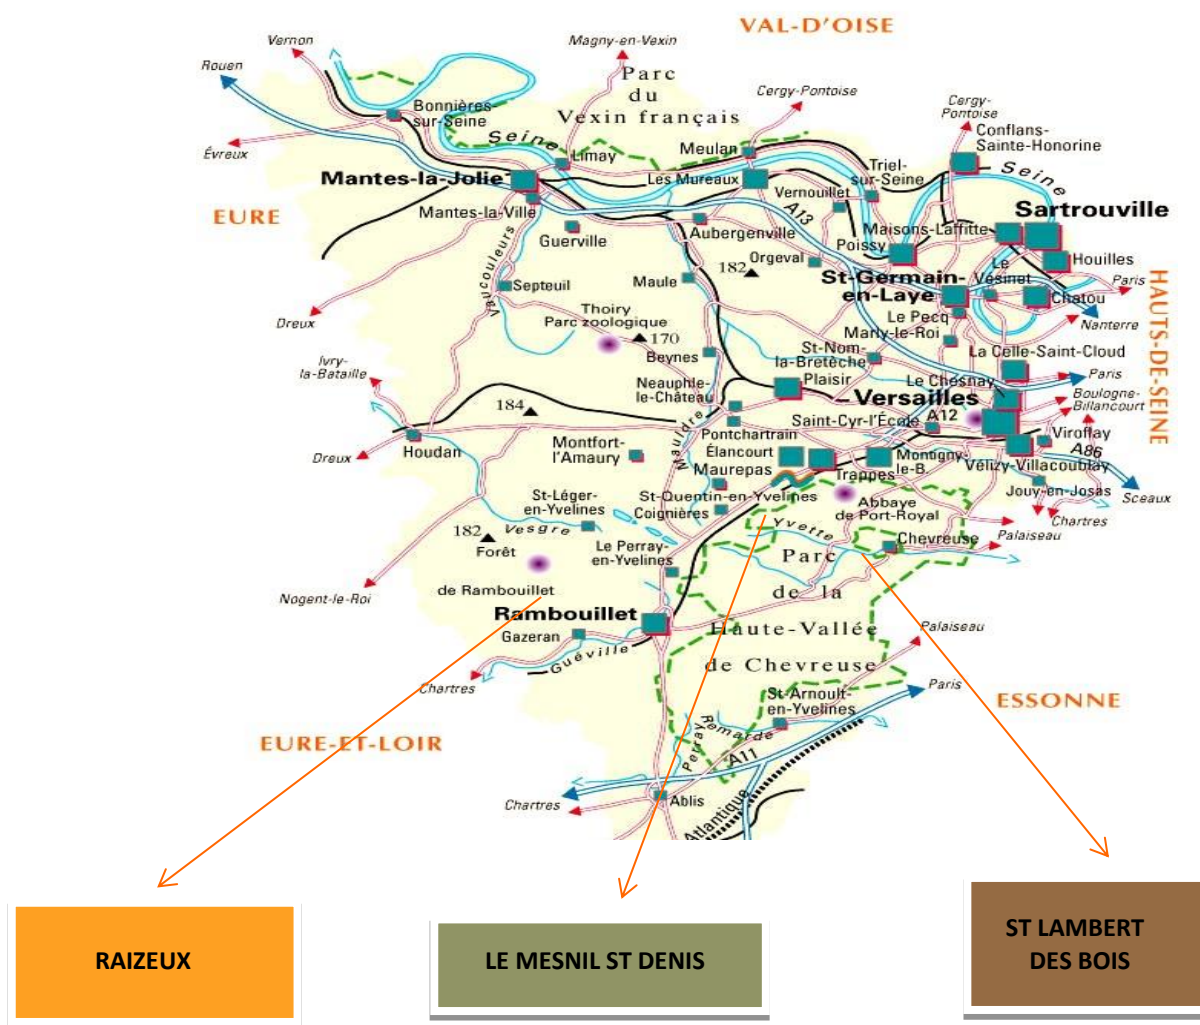 VAL-D'OISE
Vernon
Magny-en-Vexin
Rouen
Parc
du
Vexin français
Cergy-Pontoise
Cergy-
Pontoise
Bonnières-
sur-Seine
Conflans-
Sainte-Honorine
Évreux
Seine
Limay
Meulan
Triel-
sur-Seine
Seine
Mantes-la-Jolie
Les Mureaux
Vernouillet
EURE
Mantes-la-Ville
A13
Sartrouville
Guerville
Aubergenville
Maisons-Laffitte
Poissy
Vaucouleurs
Orgeval
182
Le
Vésinet
Houilles
Septeuil
Maule
St-Germain-
en-Laye
Chatou
Paris
HAUTS-DE-SEINE
Dreux
Thoiry
Parc zoologique
170
Le Pecq
Marly-le-Roi
Nanterre
Ivry-
la-Bataille
Beynes
St-Nom-
la-Bretèche
La Celle-Saint-Cloud
Neauphle-
le-Château
Plaisir
Le Chesnay
Paris
Versailles
Boulogne-
Billancourt
184
Mauldre
Saint-Cyr-l'École
A12
Pontchartrain
Viroflay
A86
Houdan
Dreux
Montfort-
l'Amaury
Élancourt
Maurepas
Trappes
Montigny-
le-B.
Vélizy-Villacoublay
St-Léger-
en-Yvelines
St-Quentin-en-Yvelines
Coignières
Abbaye
de Port-Royal
Jouy-en-Josas
Sceaux
Chartres
182
Vesgre
Forêt
Le Perray-
en-Yvelines
Yvette
Chevreuse
Palaiseau
Parc
de la
Nogent-le-Roi
de Rambouillet
Rambouillet
Gazeran
Haute-Vallée
Palaiseau
Guéville
de Chevreuse
Chartres
St-Arnoult-
en-Yvelines
Paris
ESSONNE
Remarde
Perray
EURE-ET-LOIR
A11
Chartres
Ablis
Atlantique
RAIZEUX
LE MESNIL ST DENIS
ST LAMBERT
DES BOIS